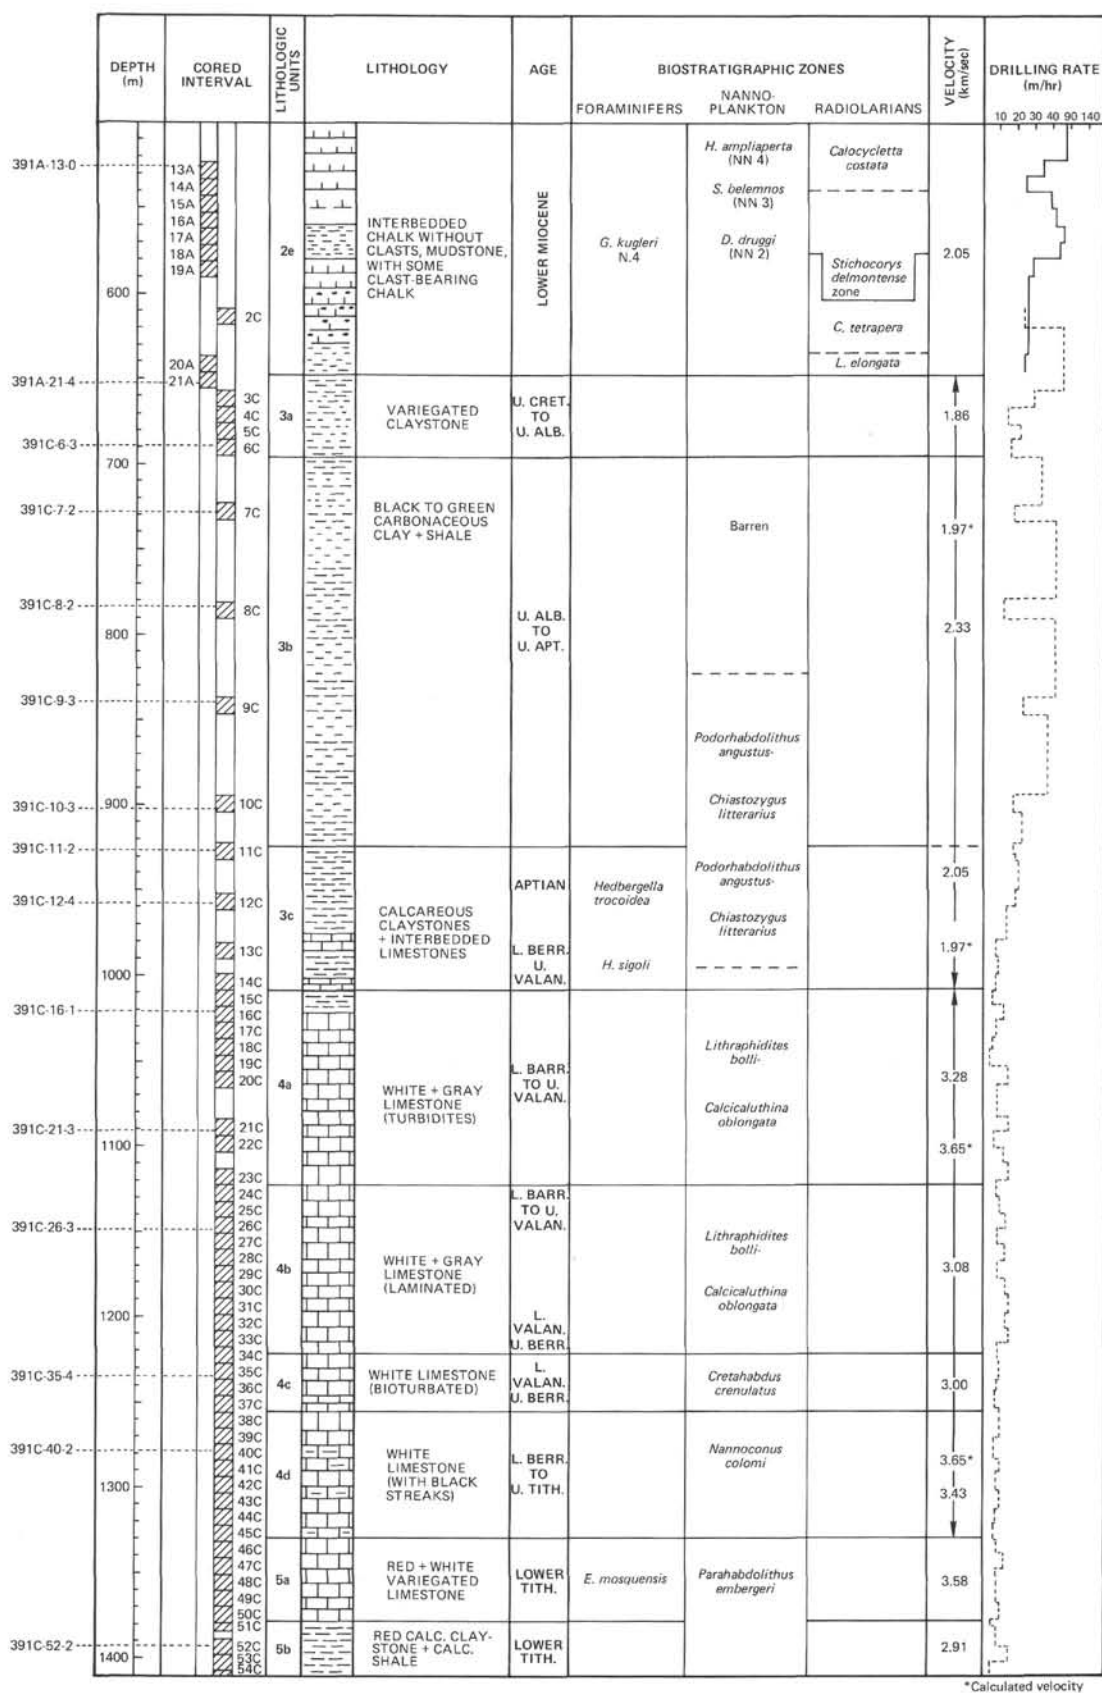 DEPTH
(m)
CORED
INTERVAL
LITHOLOGIC
UNITS
LITHOLOGY
AGE
BIOSTRATIGRAPHIC ZONES
FORAMINIFERS
NANNO-
PLANKTON
RADIOLARIANS
VELOCITY
(km/sec)
DRILLING RATE
(m/hr)
10 20 30 40 90 140
391A-13-0
13A
14A
15A
16A
17A
18A
19A
600
2C
20A
21A
391A-21-4
2e
INTERBEDDED
CHALK WITHOUT
CLASTS, MUDSTONE,
WITH SOME
CLAST-BEARING
CHALK
LOWER MIOCENE
G. kugleri
N.4
H. ampliaperta
(NN 4)
S. belemnos
(NN 3)
D. druggi
(NN 2)
Calocycletta
costata
Stichocorys
delmontense
zone
C. tetrapera
L. elongata
2.05
3C
4C
5C
6C
391C-6-3
3a
VARIEGATED
CLAYSTONE
U. CRET.
TO
U. ALB.
1.86
700
391C-7-2
7C
391C-8-2
8C
800
391C-9-3
9C
900
391C-10-3
10C
391C-11-2
11C
3b
BLACK TO GREEN
CARBONACEOUS
CLAY + SHALE
U. ALB.
TO
U. APT.
Barren
Podorhabdolithus
angustus-
Chiastozygus
litterarius
1.97*
2.33
391C-12-4
12C
13C
1000
14C
3c
CALCAREOUS
CLAYSTONES
+ INTERBEDDED
LIMESTONES
APTIAN
L. BERR.
U.
VALAN.
Hedbergella
trocoidea
H. sigoli
Podorhabdolithus
angustus-
Chiastozygus
litterarius
2.05
1.97*
15C
391C-16-1
16C
17C
18C
19C
20C
21C
391C-21-3
22C
1100
23C
4a
WHITE + GRAY
LIMESTONE
(TURBIDITES)
L. BARR.
TO U.
VALAN.
Lithraphidites
bolli-
Calcicaluthina
oblongata
3.28
3.65*
24C
25C
391C-26-3
26C
27C
28C
29C
30C
31C
1200
32C
33C
34C
4b
WHITE + GRAY
LIMESTONE
(LAMINATED)
L. BARR.
TO U.
VALAN.
L.
VALAN.
U. BERR.
Lithraphidites
bolli-
Calcicaluthina
oblongata
3.08
391C-35-4
35C
36C
37C
4c
WHITE LIMESTONE
(BIOTURBATED)
L.
VALAN.
U. BERR.
Cretahabdus
crenulatus
3.00
38C
39C
391C-40-2
40C
41C
42C
1300
43C
44C
45C
4d
WHITE
LIMESTONE
(WITH BLACK
STREAKS)
L. BERR.
TO
U. TITH.
Nannoconus
colomi
3.65*
3.43
46C
47C
48C
49C
50C
5a
RED + WHITE
VARIEGATED
LIMESTONE
LOWER
TITH.
E. mosquensis
Parahabdolithus
embergeri
3.58
51C
391C-52-2
52C
53C
1400
54C
5b
RED CALC. CLAY-
STONE + CALC.
SHALE
LOWER
TITH.
2.91
*Calculated velocity